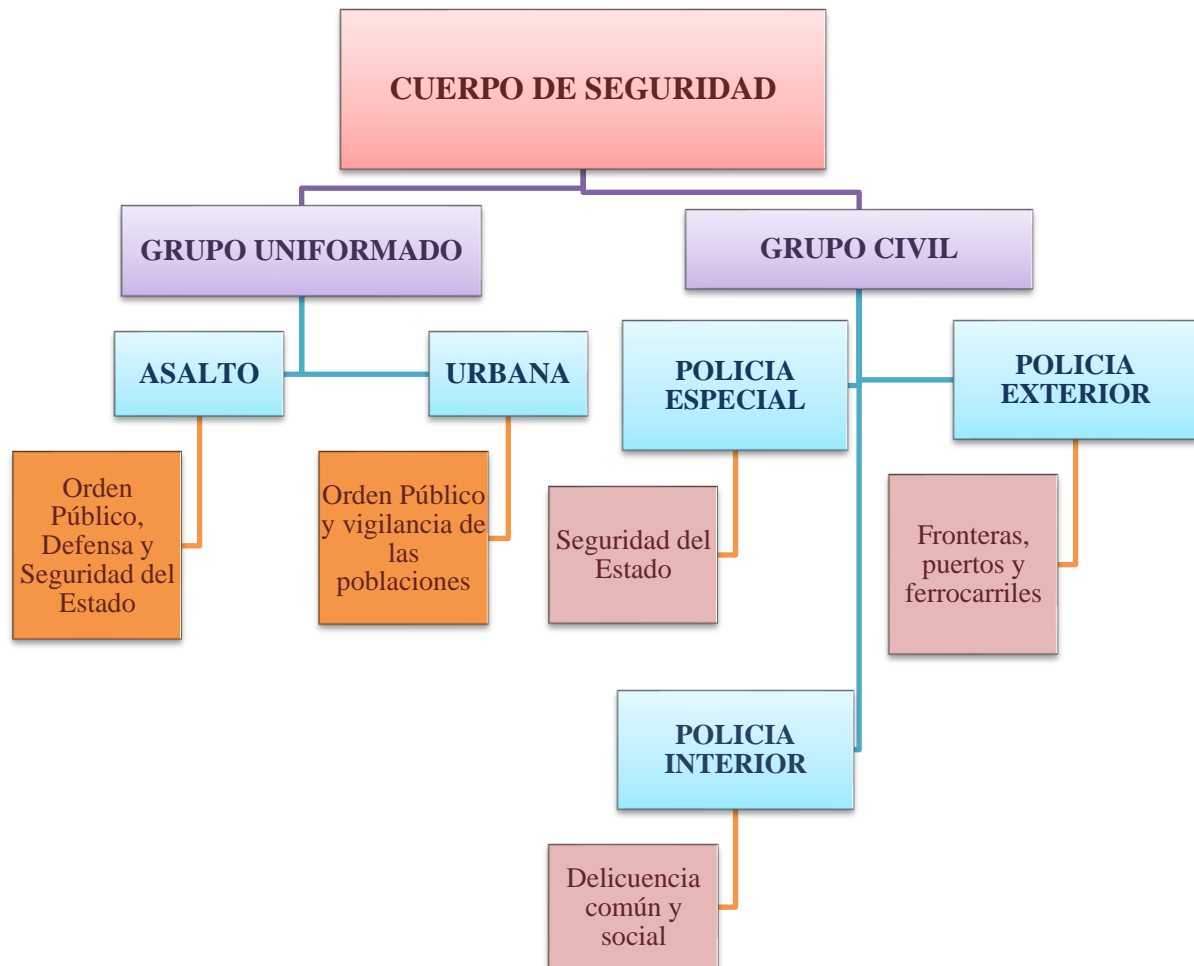 CUERPO DE SEGURIDAD
GRUPO UNIFORMADO
GRUPO CIVIL
ASALTO
URBANA
POLICIA
ESPECIAL
POLICIA
EXTERIOR
Orden
Público,
Defensa y
Seguridad del
Estado
Orden Público
y vigilancia de
las
poblaciones
Seguridad del
Estado
Fronteras,
puertos y
ferrocarriles
POLICIA
INTERIOR
Delicuencia
común y
social